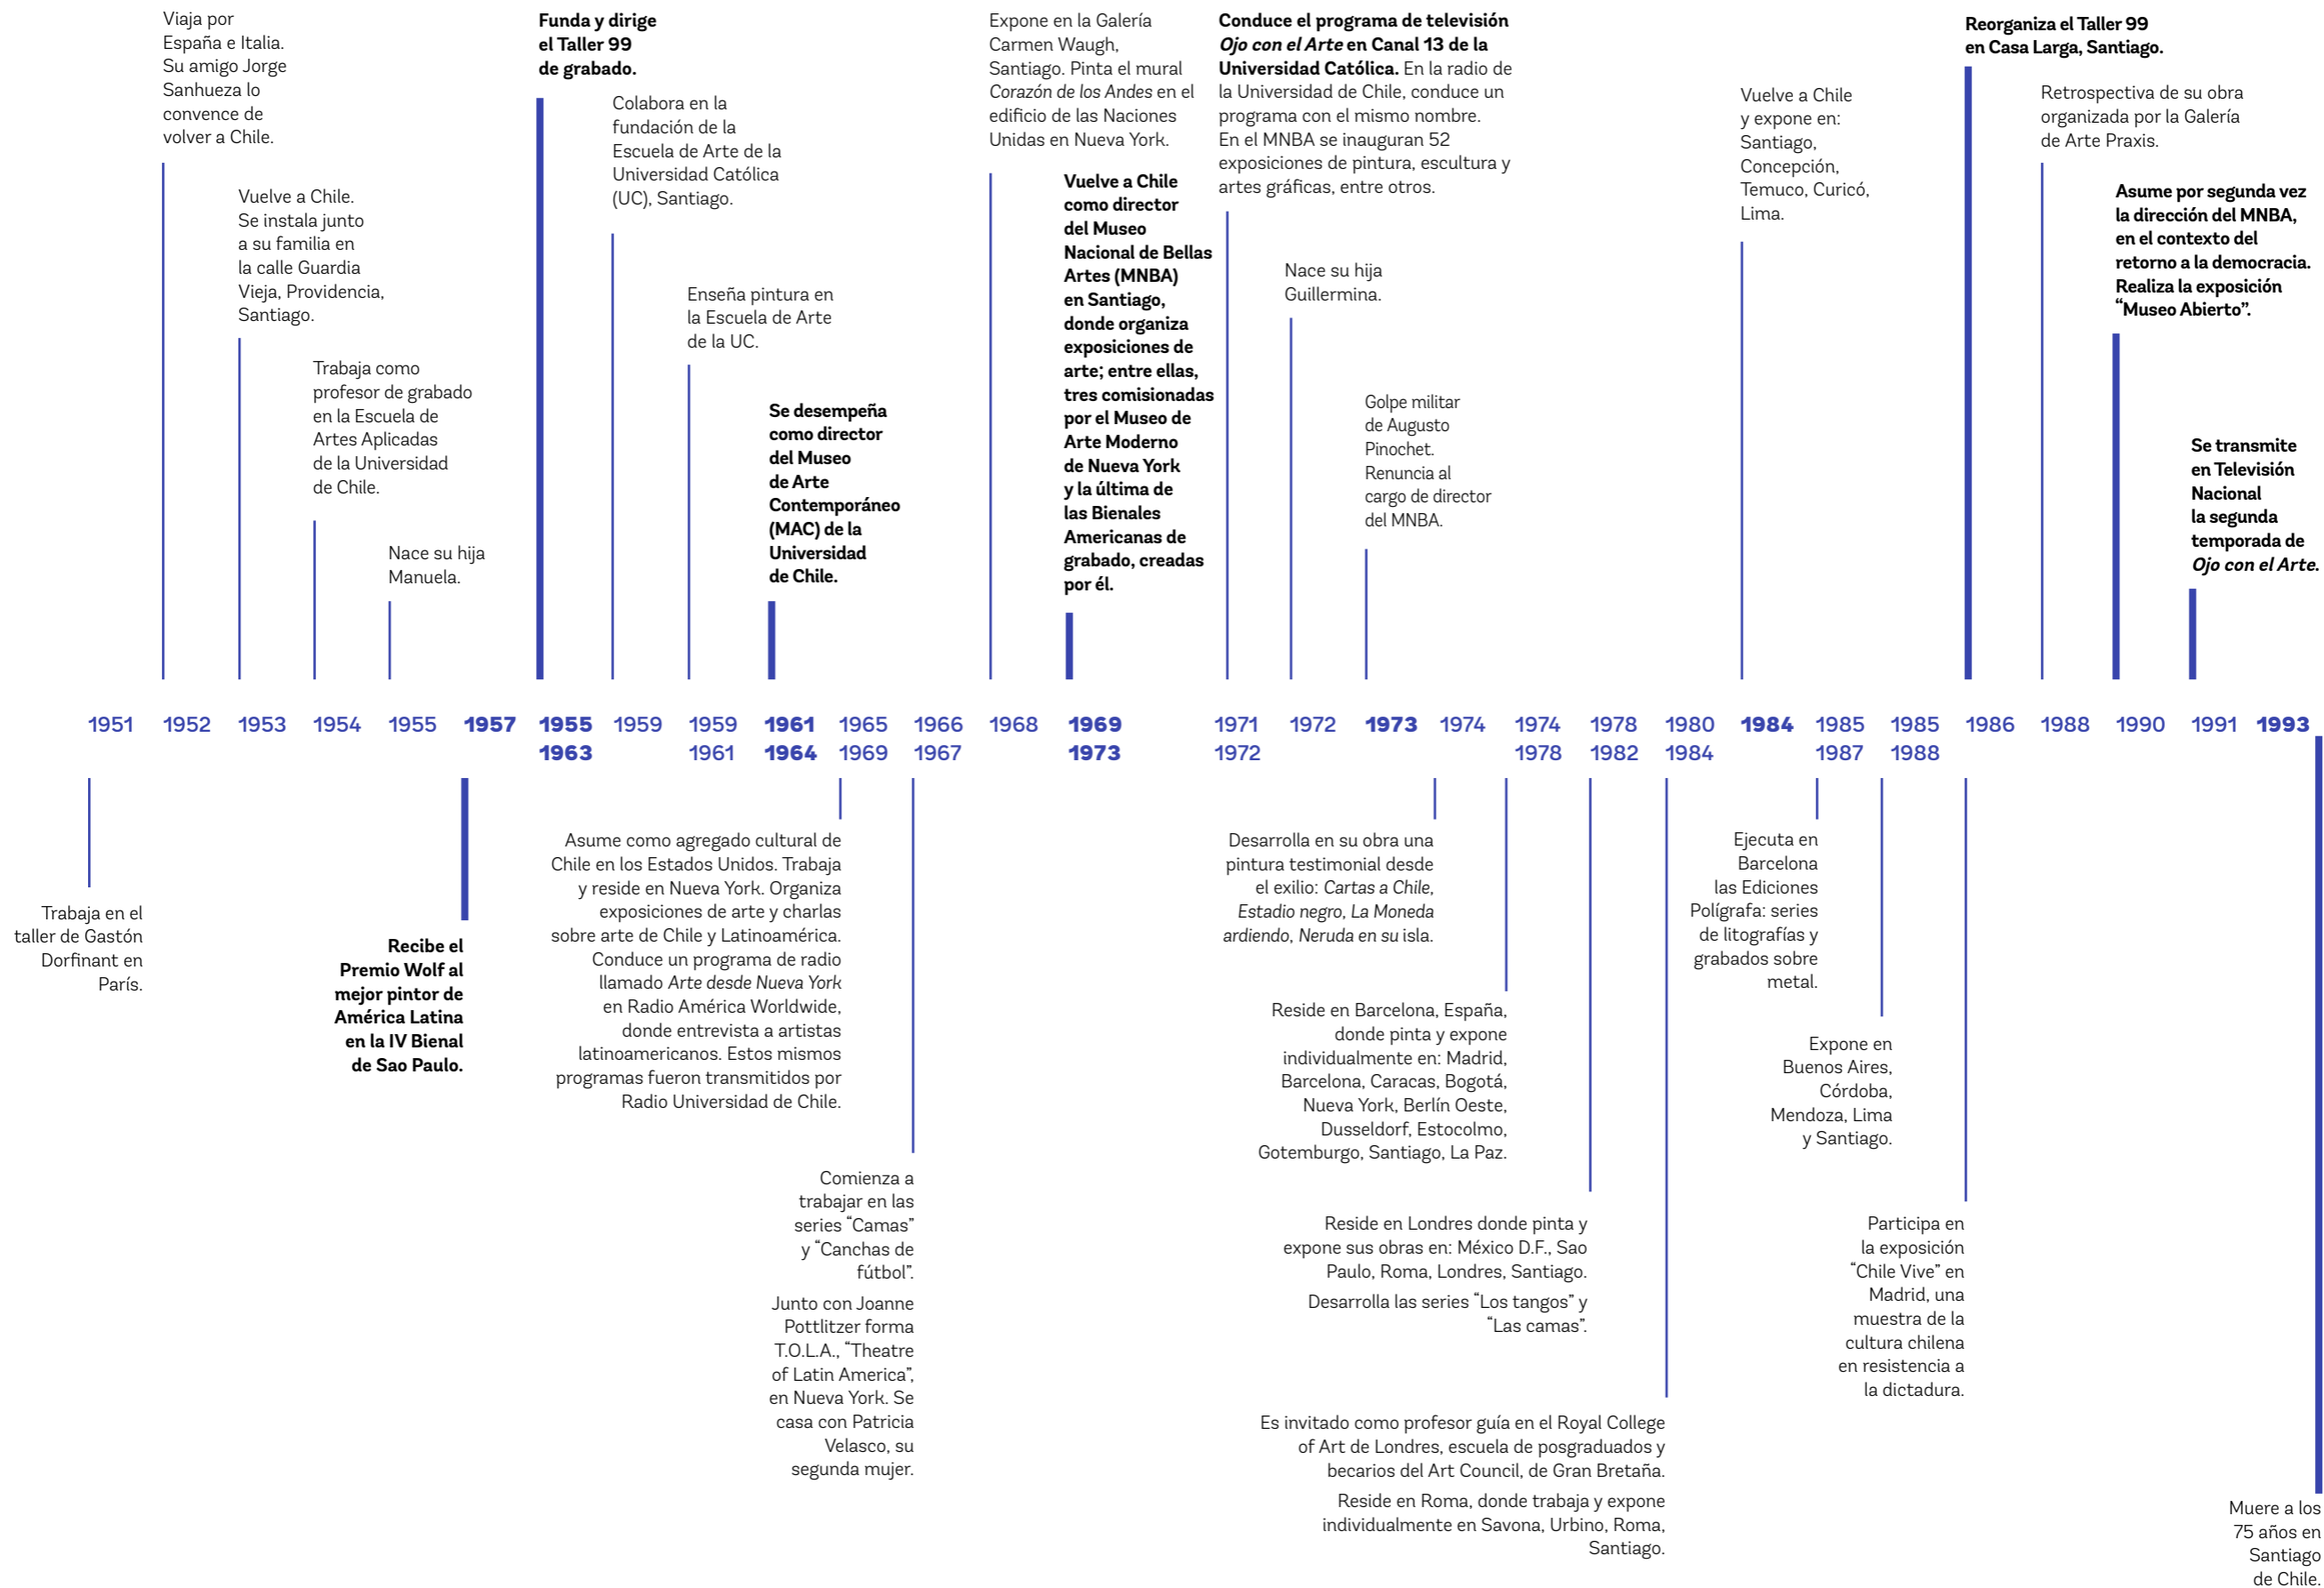 Viaja por
España e Italia.
Su amigo Jorge
Sanhueza lo
convence de
volver a Chile.
Vuelve a Chile.
Se instala junto
a su familia en
la calle Guardia
Vieja, Providencia,
Santiago.
Trabaja como
profesor de grabado
en la Escuela de
Artes Aplicadas
de la Universidad
de Chile.
Nace su hija
Manuela.
Funda y dirige
el Taller 99
de grabado.
Colabora en la
fundación de la
Escuela de Arte de la
Universidad Católica
(UC), Santiago.
Enseña pintura en
la Escuela de Arte
de la UC.
Se desempeña
como director
del Museo
de Arte
Contemporáneo
(MAC) de la
Universidad
de Chile.
Expone en la Galería
Carmen Waugh,
Santiago. Pinta el mural
Corazón de los Andes en el
edificio de las Naciones
Unidas en Nueva York.
Vuelve a Chile
como director
del Museo
Nacional de Bellas
Artes (MNBA)
en Santiago,
donde organiza
exposiciones de
arte; entre ellas,
tres comisionadas
por el Museo de
Arte Moderno
de Nueva York
y la última de
las Bienales
Americanas de
grabado, creadas
por él.
Conduce el programa de televisión
Ojo con el Arte en Canal 13 de la
Universidad Católica. En la radio de
la Universidad de Chile, conduce un
programa con el mismo nombre.
En el MNBA se inauguran 52
exposiciones de pintura, escultura y
artes gráficas, entre otros.
Nace su hija
Guillermina.
Golpe militar
de Augusto
Pinochet.
Renuncia al
cargo de director
del MNBA.
Vuelve a Chile
y expone en:
Santiago,
Concepción,
Temuco, Curicó,
Lima.
Reorganiza el Taller 99
en Casa Larga, Santiago.
Retrospectiva de su obra
organizada por la Galería
de Arte Praxis.
Asume por segunda vez
la dirección del MNBA,
en el contexto del
retorno a la democracia.
Realiza la exposición
“Museo Abierto”.
Se transmite
en Televisión
Nacional
la segunda
temporada de
Ojo con el Arte.
1951 1952 1953 1954 1955 1957 1955 1959 1959 1961 1965 1966 1968 1969 1971 1972 1973 1974 1974 1978 1980 1984 1985 1985 1986 1988 1990 1991 1993
1963 1961 1964 1969 1967 1973 1972 1978 1982 1984 1987 1988
Trabaja en el
taller de Gastón
Dorfinant en
París.
Recibe el
Premio Wolf al
mejor pintor de
América Latina
en la IV Bienal
de Sao Paulo.
Asume como agregado cultural de
Chile en los Estados Unidos. Trabaja
y reside en Nueva York. Organiza
exposiciones de arte y charlas
sobre arte de Chile y Latinoamérica.
Conduce un programa de radio
llamado Arte desde Nueva York
en Radio América Worldwide,
donde entrevista a artistas
latinoamericanos. Estos mismos
programas fueron transmitidos por
Radio Universidad de Chile.
Comienza a
trabajar en las
series “Camas”
y “Canchas de
fútbol”.
Junto con Joanne
Pottlitzer forma
T.O.L.A., “Theatre
of Latin America”,
en Nueva York. Se
casa con Patricia
Velasco, su
segunda mujer.
Desarrolla en su obra una
pintura testimonial desde
el exilio: Cartas a Chile,
Estadio negro, La Moneda
ardiendo, Neruda en su isla.
Reside en Barcelona, España,
donde pinta y expone
individualmente en: Madrid,
Barcelona, Caracas, Bogotá,
Nueva York, Berlín Oeste,
Dusseldorf, Estocolmo,
Gotemburgo, Santiago, La Paz.
Reside en Londres donde pinta y
expone sus obras en: México D.F., Sao
Paulo, Roma, Londres, Santiago.
Desarrolla las series “Los tangos” y
“Las camas”.
Es invitado como profesor guía en el Royal College
of Art de Londres, escuela de posgraduados y
becarios del Art Council, de Gran Bretaña.
Reside en Roma, donde trabaja y expone
individualmente en Savona, Urbino, Roma,
Santiago.
Ejecuta en
Barcelona
las Ediciones
Polígrafa: series
de litografías y
grabados sobre
metal.
Expone en
Buenos Aires,
Córdoba,
Mendoza, Lima
y Santiago.
Participa en
la exposición
“Chile Vive” en
Madrid, una
muestra de la
cultura chilena
en resistencia a
la dictadura.
Muere a los
75 años en
Santiago
de Chile.